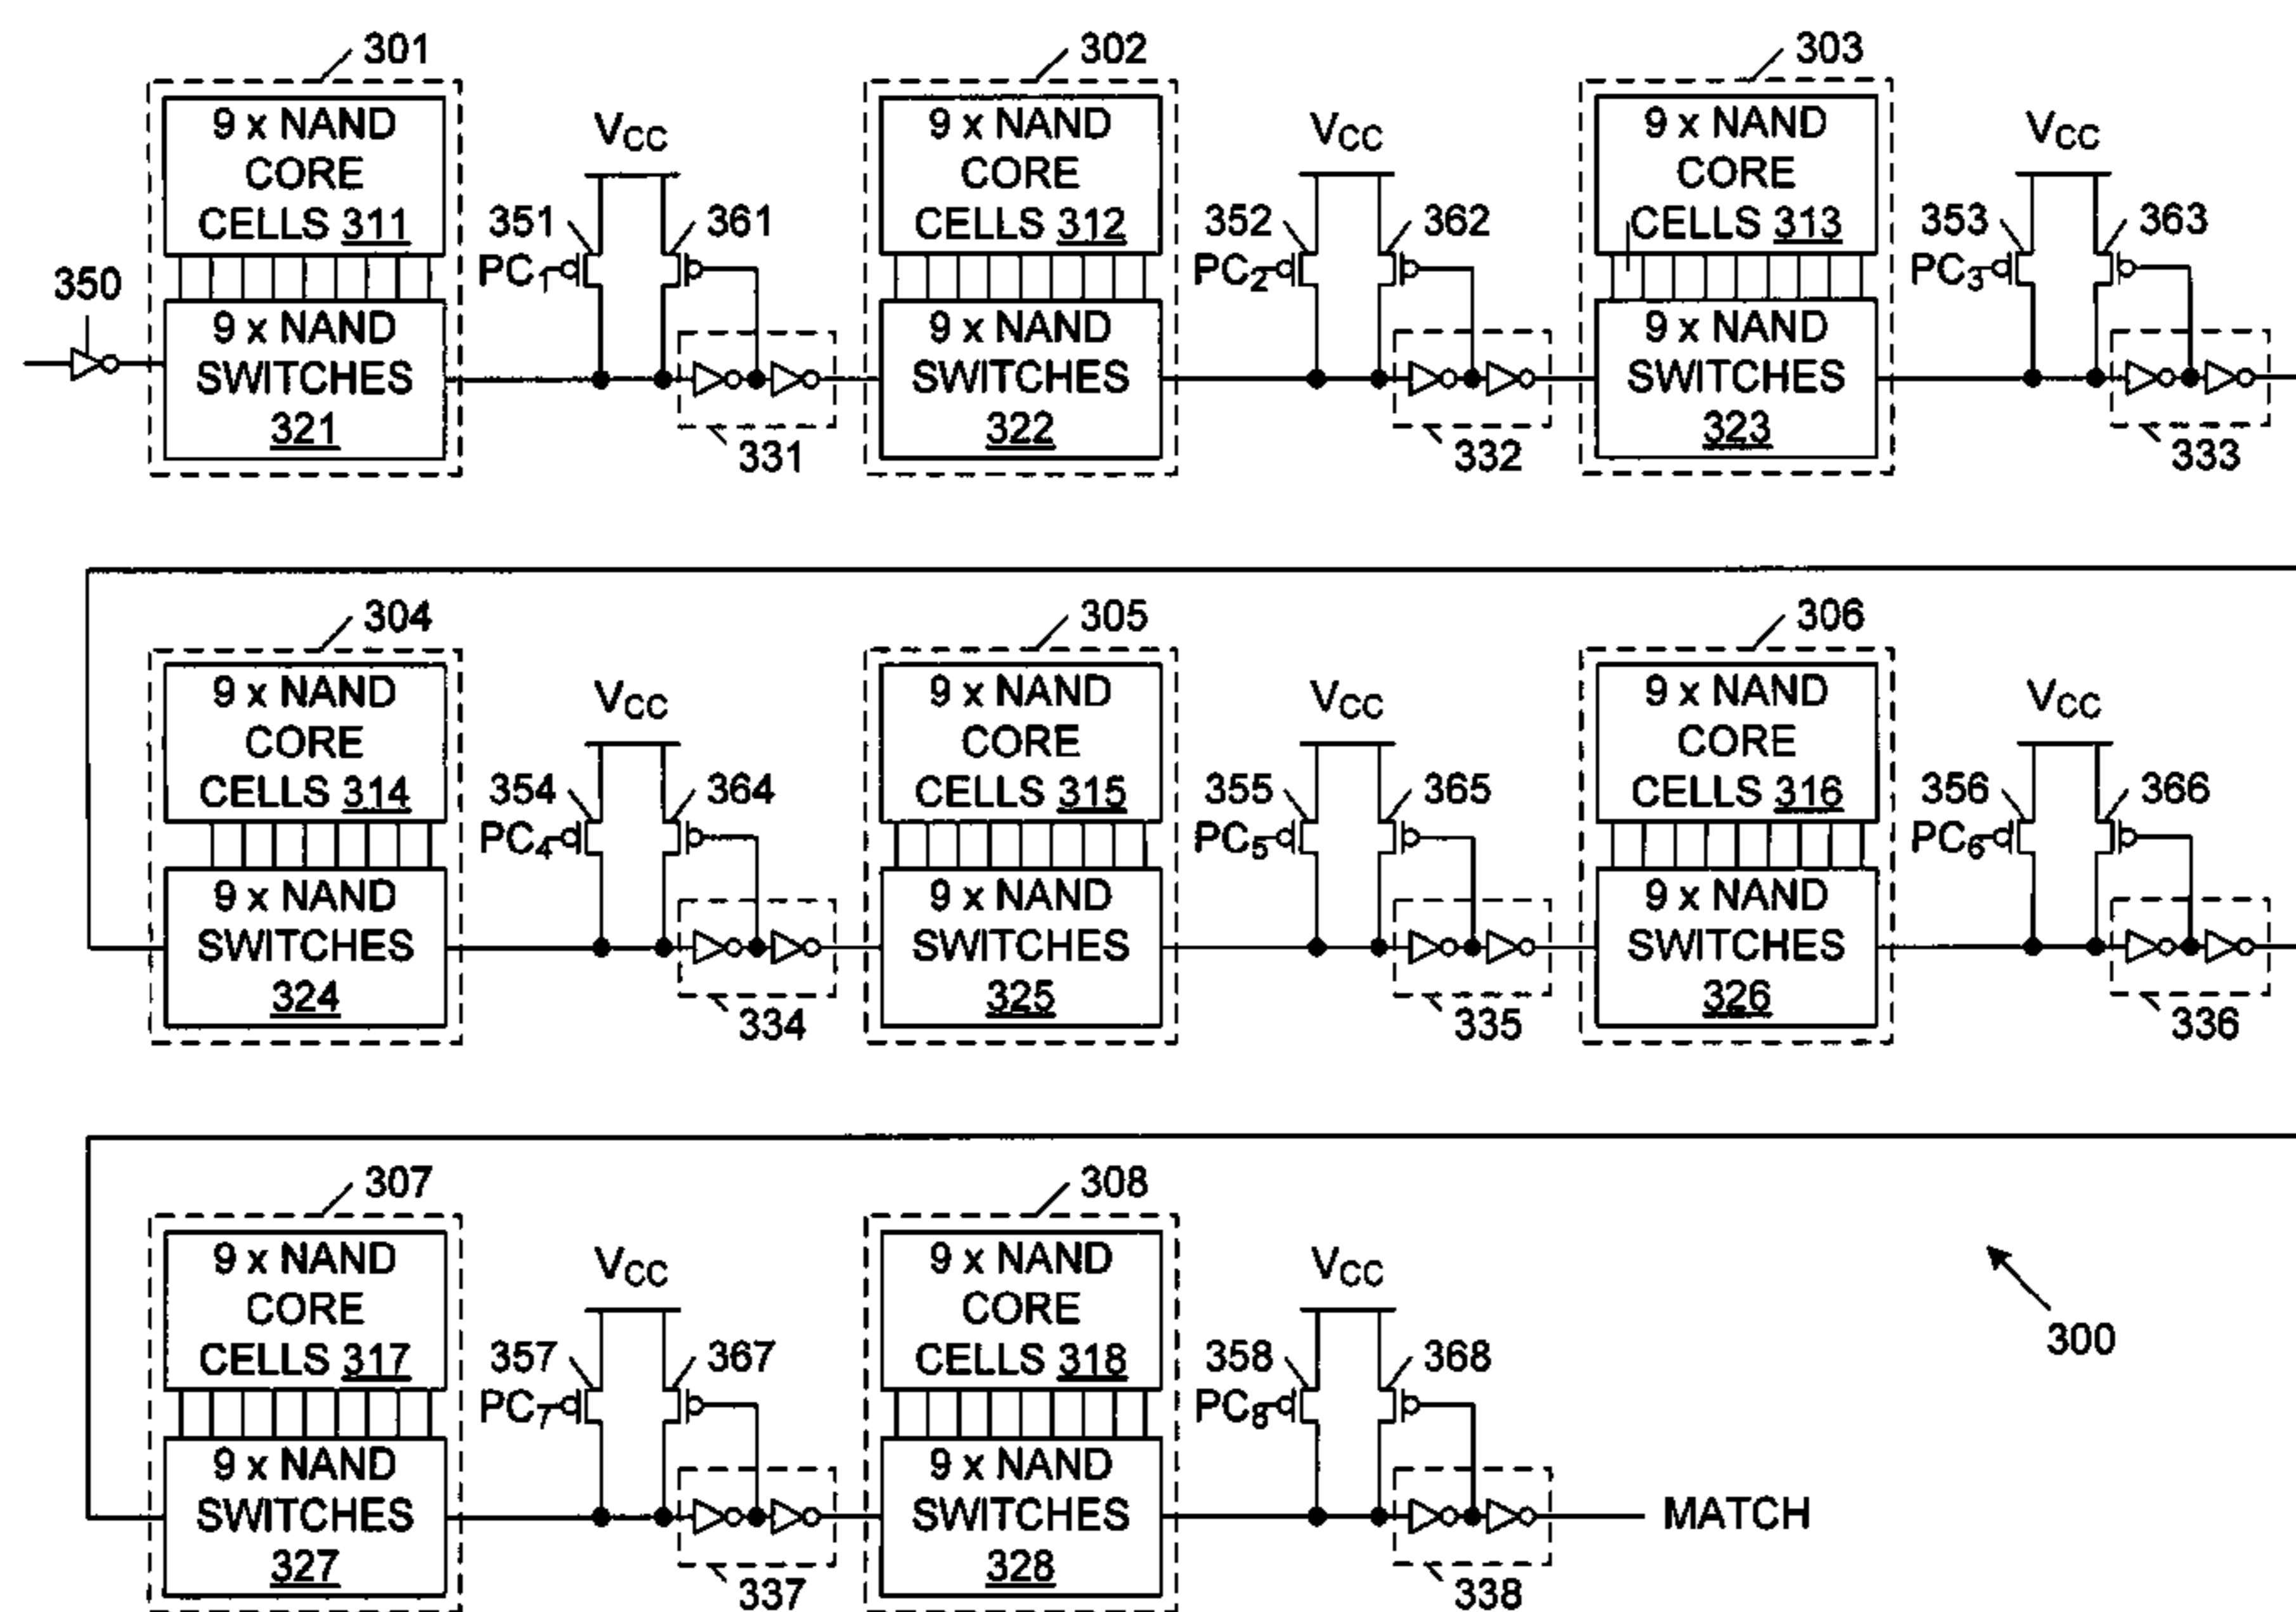 301
302
303
9 x NAND
CORE
CELLS 311
VCC
9 x NAND
CORE
CELLS 312
VCC
9 x NAND
CORE
CELLS 313
VCC
351
361
352
362
353
363
PC1
PC2
PC3
350
9 x NAND
SWITCHES
321
331
9 x NAND
SWITCHES
322
332
9 x NAND
SWITCHES
323
333
304
305
306
9 x NAND
CORE
CELLS 314
VCC
9 x NAND
CORE
CELLS 315
VCC
9 x NAND
CORE
CELLS 316
VCC
354
364
355
365
356
366
PC4
PC5
PC6
9 x NAND
SWITCHES
324
334
9 x NAND
SWITCHES
325
335
9 x NAND
SWITCHES
326
336
307
308
9 x NAND
CORE
CELLS 317
VCC
9 x NAND
CORE
CELLS 318
VCC
300
357
367
358
368
PC7
PC8
9 x NAND
SWITCHES
327
337
9 x NAND
SWITCHES
328
338
MATCH